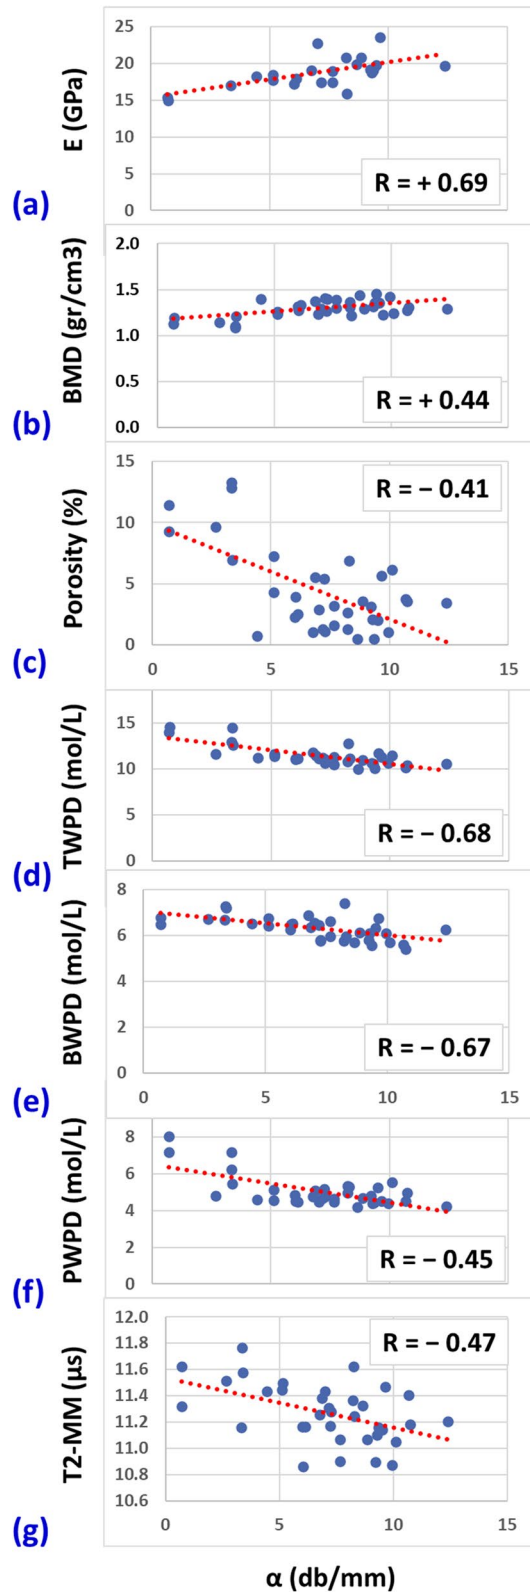 25
20
15
10
5
0
E (GPa)
R = + 0.69
(a)
2.0
1.5
1.0
0.5
0.0
BMD (gr/cm3)
R = + 0.44
(b)
15
10
5
0
Porosity (%)
R = – 0.41
(c)
0 5 10 15
15
10
5
0
TWPD (mol/L)
R = – 0.68
(d)
8
6
4
2
0
BWPD (mol/L)
R = – 0.67
(e)
0 5 10 15
8
6
4
2
0
PWPD (mol/L)
R = – 0.45
(f)
12.0
11.8
11.6
11.4
11.2
11.0
10.8
10.6
T2-MM (µs)
R = – 0.47
(g)
0 5 10 15
α (db/mm)